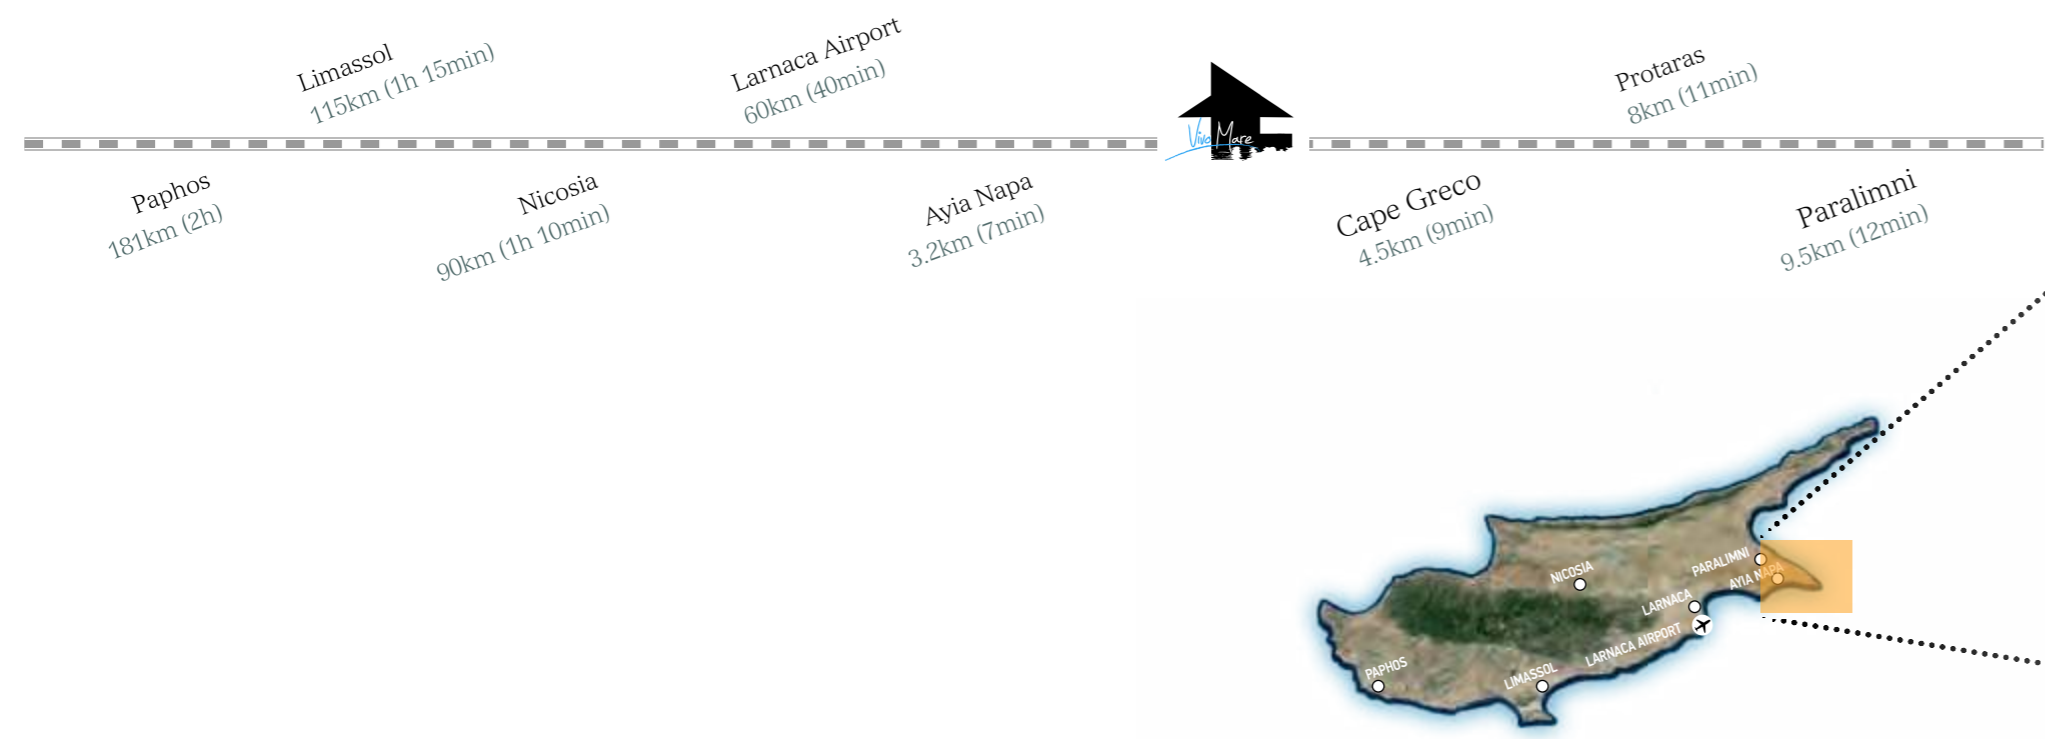 Limassol
115km (1h 15min)
Larnaca Airport
60km (40min)
Protaras
8km (11min)
Viva Mare
Paphos
181km (2h)
Nicosia
90km (1h 10min)
Ayia Napa
3.2km (7min)
Cape Greco
4.5km (9min)
Paralimni
9.5km (12min)
PARALIMNI
AYIA NAPA
NICOSIA
LARNACA
LARNACA AIRPORT
PAPHOS
LIMASSOL